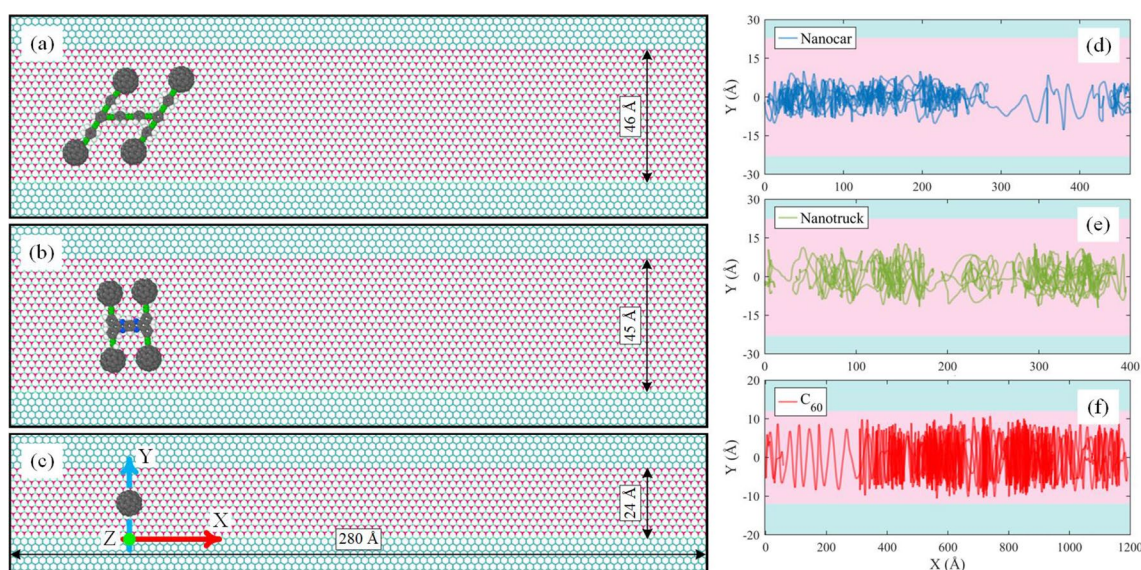 (a)
46 Å
(b)
45 Å
(c)
Y
X
Z
24 Å
280 Å
Nanocar
(d)
Y (Å)
30
15
0
-15
-30
0
100
200
300
400
Nanotruck
(e)
Y (Å)
30
15
0
-15
-30
0
100
200
300
400
C60
(f)
Y (Å)
20
10
0
-10
-20
0
200
400
600
800
1000
1200
X (Å)